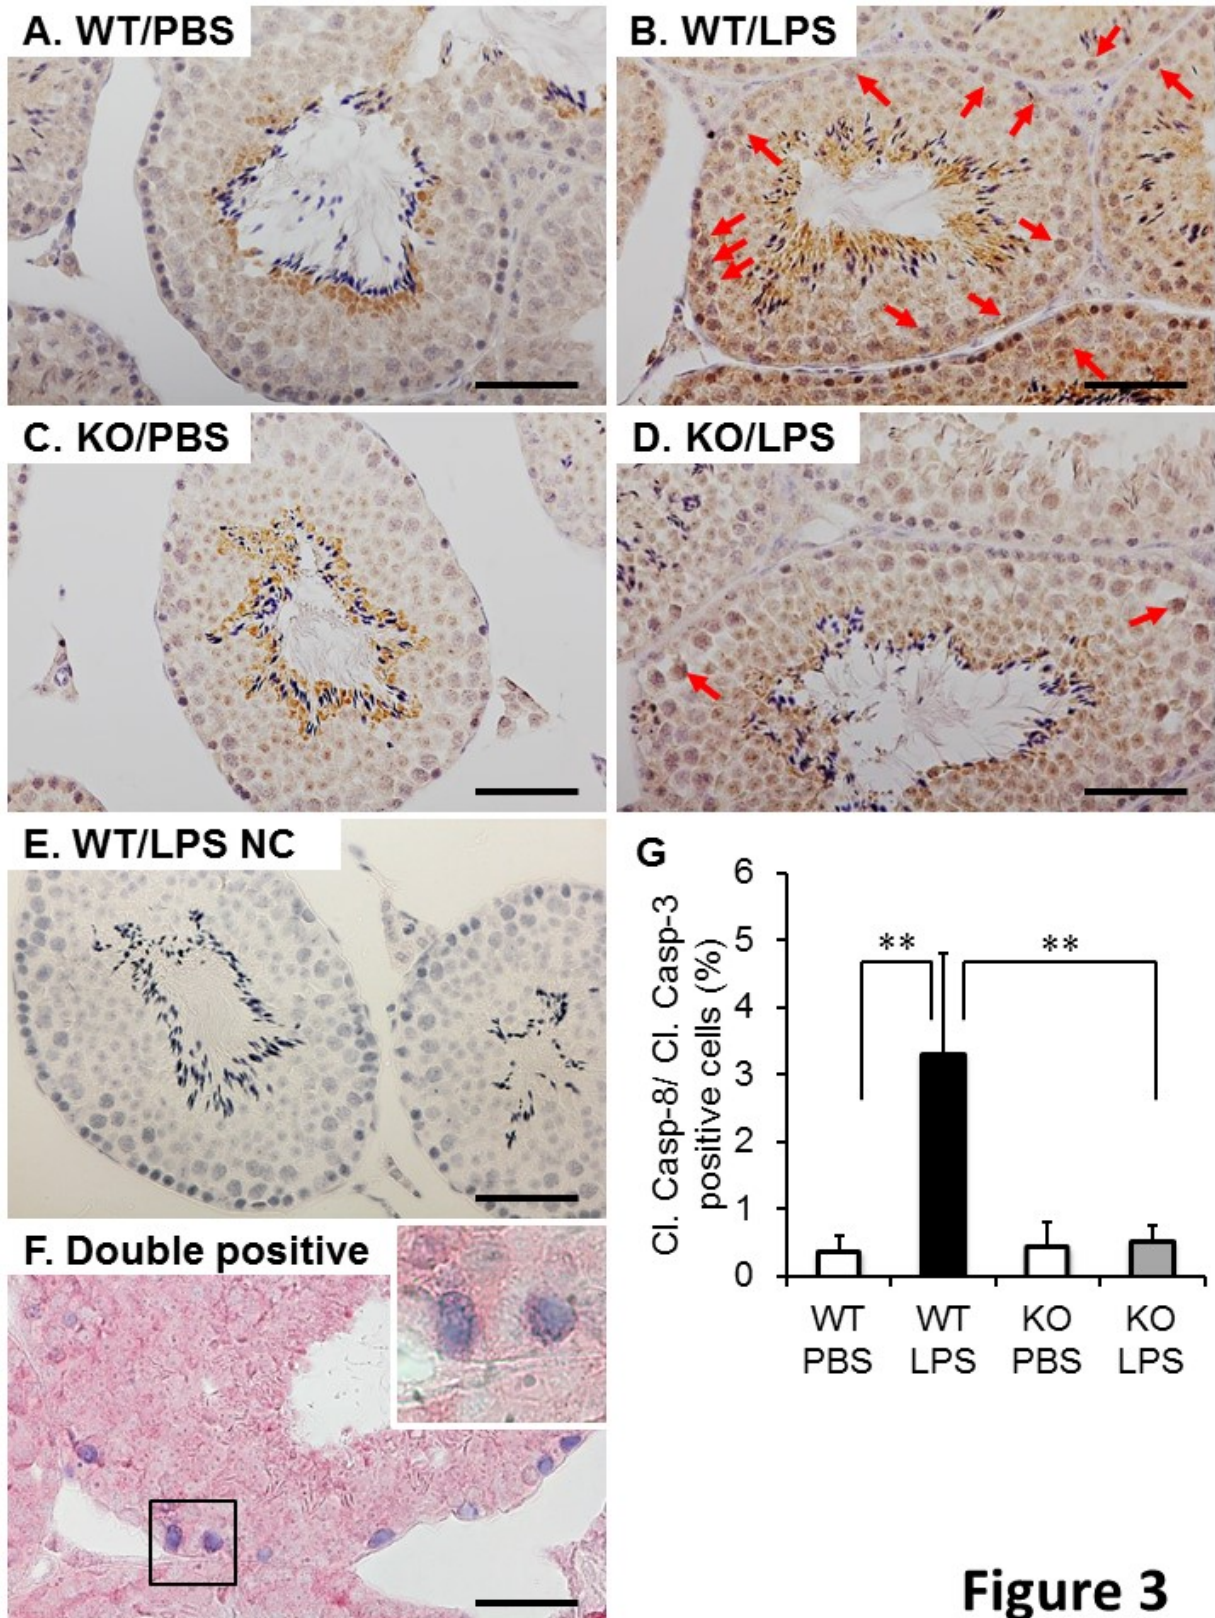 A. WT/PBS
B. WT/LPS
C. KO/PBS
D. KO/LPS
E. WT/LPS NC
F. Double positive
G
Cl. Casp-8/ Cl. Casp-3
positive cells (%)
6
5
4
3
2
1
0
**
**
WT
PBS
WT
LPS
KO
PBS
KO
LPS
Figure 3